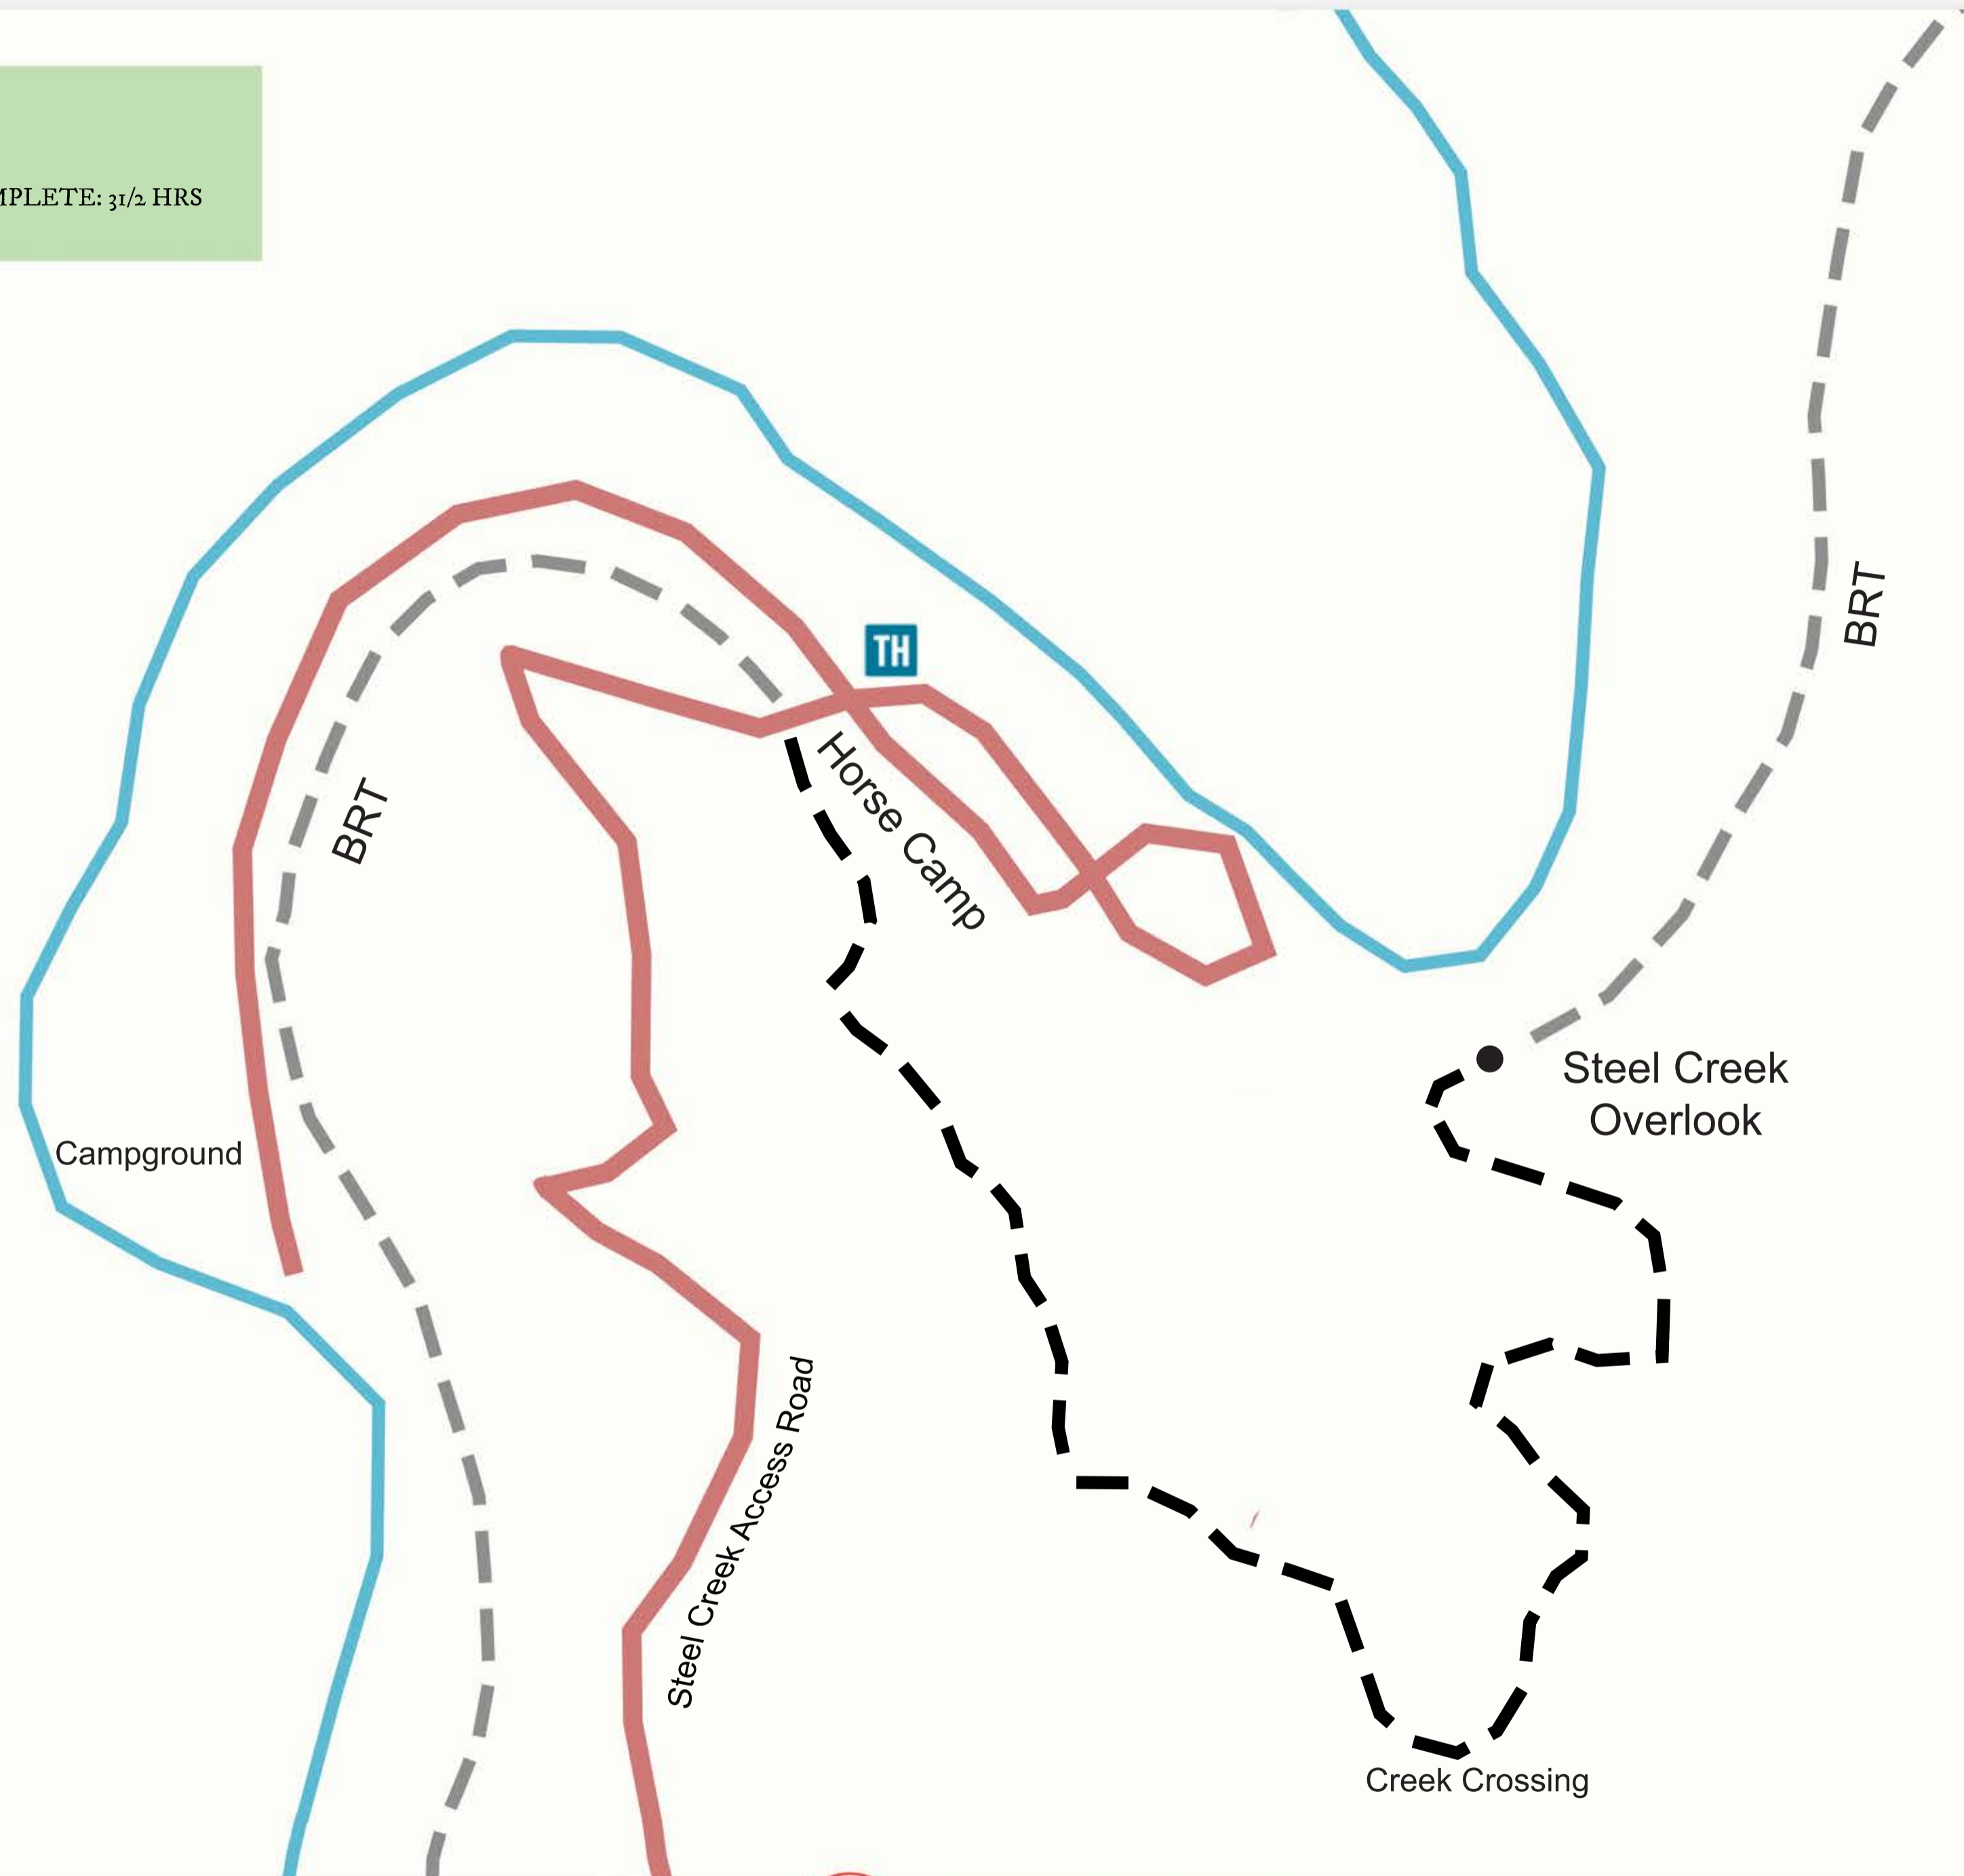 MPLETE: 31/2 HRS
TH
BRT
Horse Camp
BRT
Steel Creek
Overlook
Campground
Steel Creek Access Road
Creek Crossing